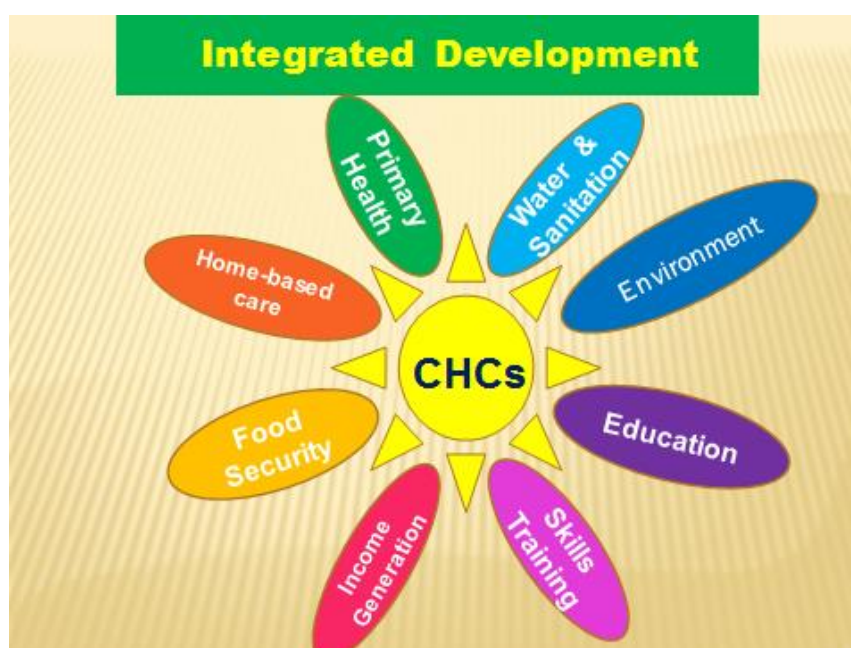 Integrated Development
Primary
Health
Water &
Sanitation
Environment
Home-based
care
CHCs
Education
Food
Security
Skills
Training
Income
Generation